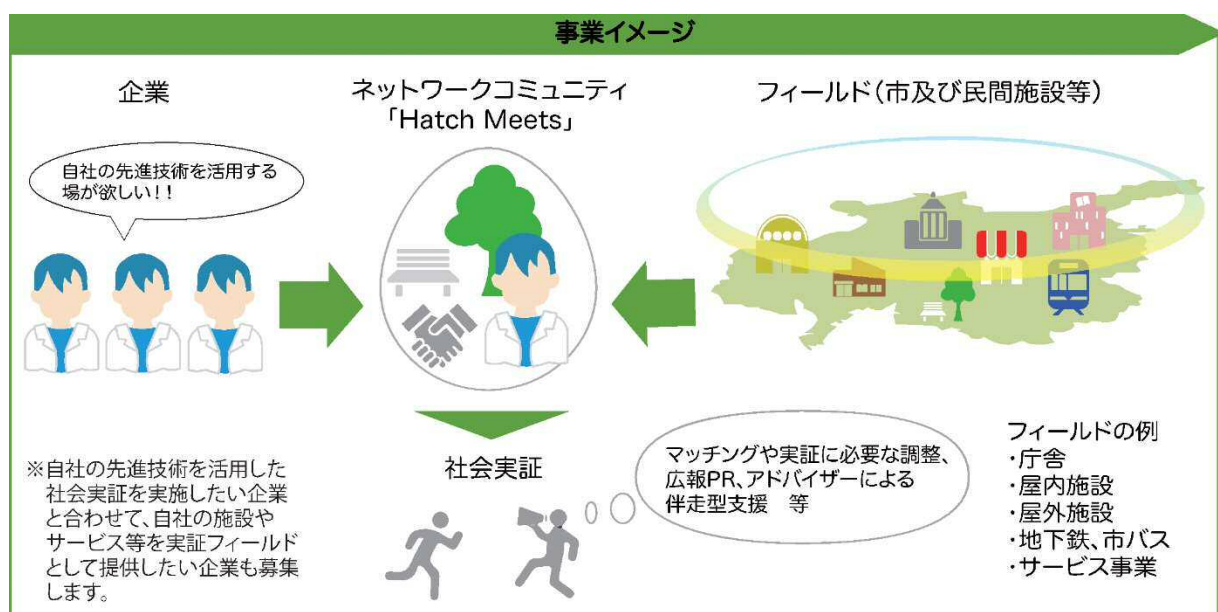 事業イメージ
企業
ネットワークコミュニティ
「Hatch Meets」
フィールド（市及び民間施設等）
自社の先進技術を活用する
場が欲しい！！
社会実証
マッチングや実証に必要な調整、
広報PR、アドバイザーによる
伴走型支援　等
※自社の先進技術を活用した
社会実証を実施したい企業
と合わせて、自社の施設や
サービス等を実証フィールド
として提供したい企業も募集
します。
フィールドの例
・庁舎
・屋内施設
・屋外施設
・地下鉄、市バス
・サービス事業